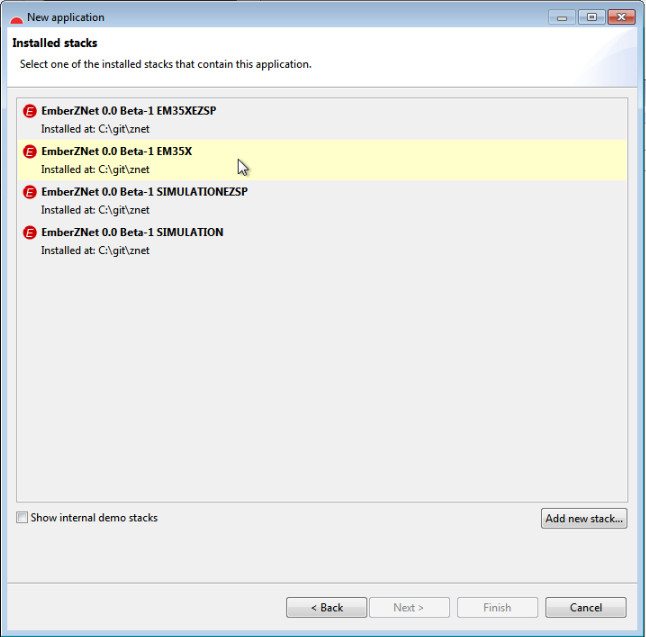 New application
Installed stacks
Select one of the installed stacks that contain this application.
E EmberZNet 0.0 Beta-1 EM35XEZSP
Installed at: C:\git\znet
E EmberZNet 0.0 Beta-1 EM35X
Installed at: C:\git\znet
E EmberZNet 0.0 Beta-1 SIMULATIONEZSP
Installed at: C:\git\znet
E EmberZNet 0.0 Beta-1 SIMULATION
Installed at: C:\git\znet
Show internal demo stacks
Add new stack...
< Back
Next >
Finish
Cancel